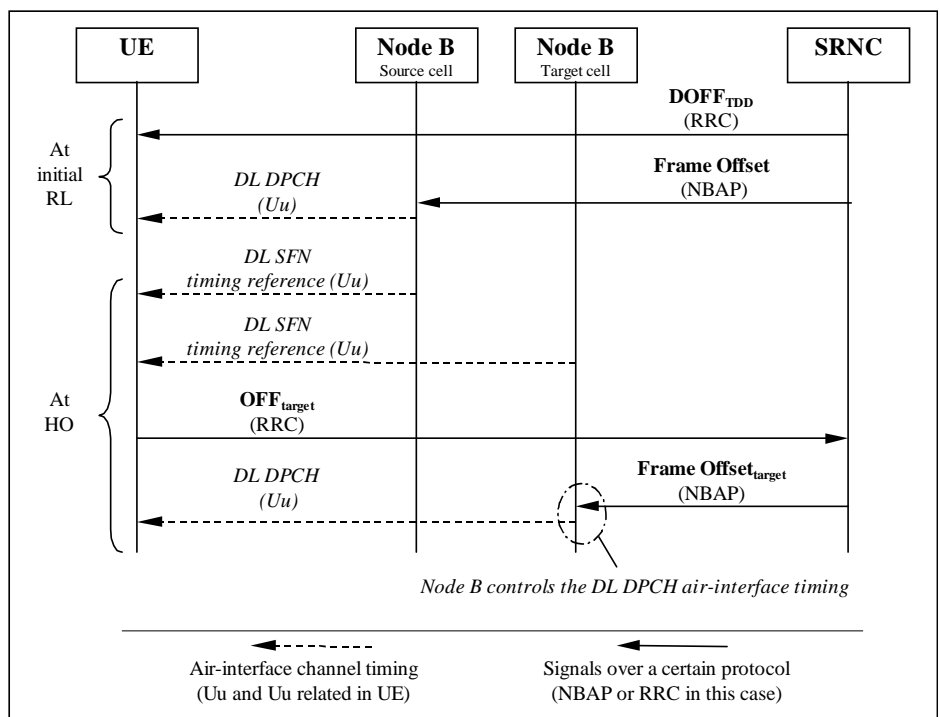 UE
Node B
Source cell
Node B
Target cell
SRNC
DOFFTDD
(RRC)
At
initial
RL
Frame Offset
(NBAP)
DL DPCH
(Uu)
DL SFN
timing reference (Uu)
DL SFN
timing reference (Uu)
At
HO
OFFtarget
(RRC)
Frame Offsettarget
(NBAP)
DL DPCH
(Uu)
Node B controls the DL DPCH air-interface timing
Air-interface channel timing
(Uu and Uu related in UE)
Signals over a certain protocol
(NBAP or RRC in this case)